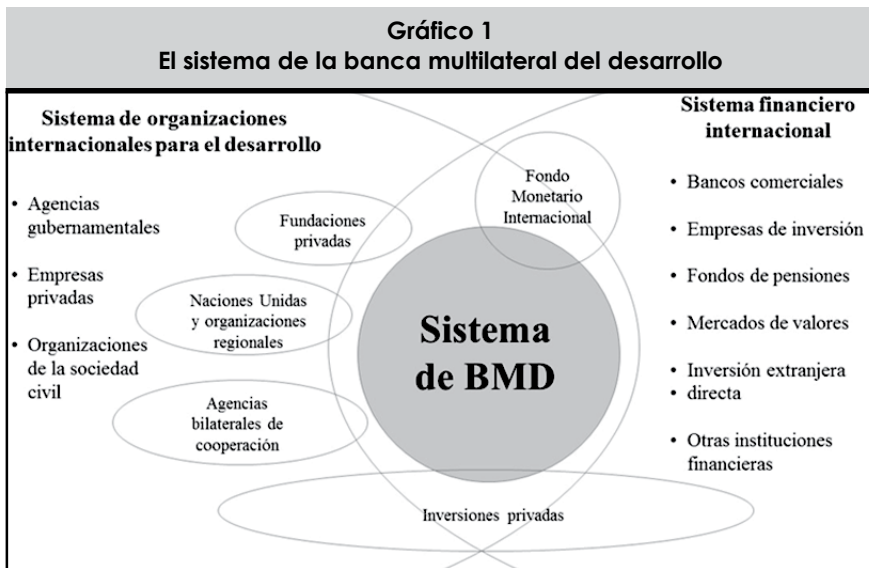 Gráfico 1
El sistema de la banca multilateral del desarrollo
Sistema de organizaciones
internacionales para el desarrollo
• Agencias
gubernamentales
• Empresas
privadas
• Organizaciones
de la sociedad
civil
Fundaciones
privadas
Naciones Unidas
y organizaciones
regionales
Agencias
bilaterales de
cooperación
Fondo
Monetario
Internacional
Sistema
de BMD
Inversiones privadas
Sistema financiero
internacional
• Bancos comerciales
• Empresas de inversión
• Fondos de pensiones
• Mercados de valores
• Inversión extranjera
• directa
• Otras instituciones
financieras